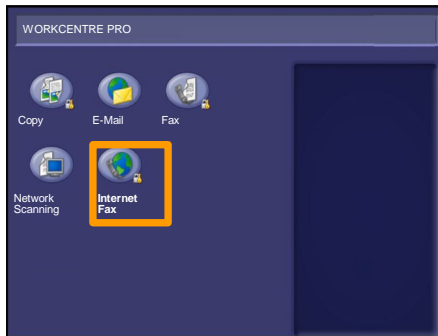 WORKCENTRE PRO
Copy
E-Mail
Fax
Network
Scanning
Internet
Fax